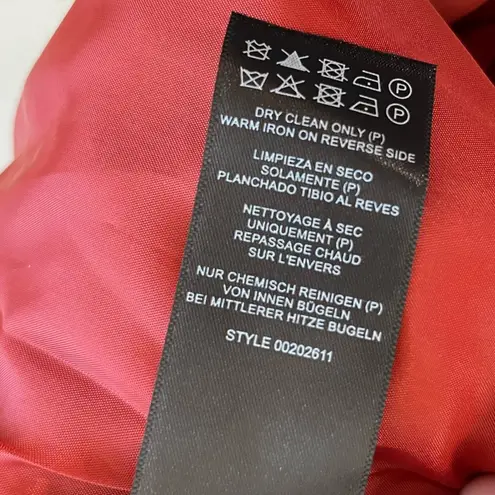 DRY CLEAN ONLY (P)
WARM IRON ON REVERSE SIDE
LIMPIEZA EN SECO
SOLAMENTE (P)
PLANCHADO TIBIO AL REVES
NETTOYAGE À SEC
UNIQUEMENT (P)
REPASSAGE CHAUD
SUR L'ENVERS
NUR CHEMISCH REINIGEN (P)
VON INNEN BÜGELN
BEI MITTLERER HITZE BUGELN
STYLE 00202611